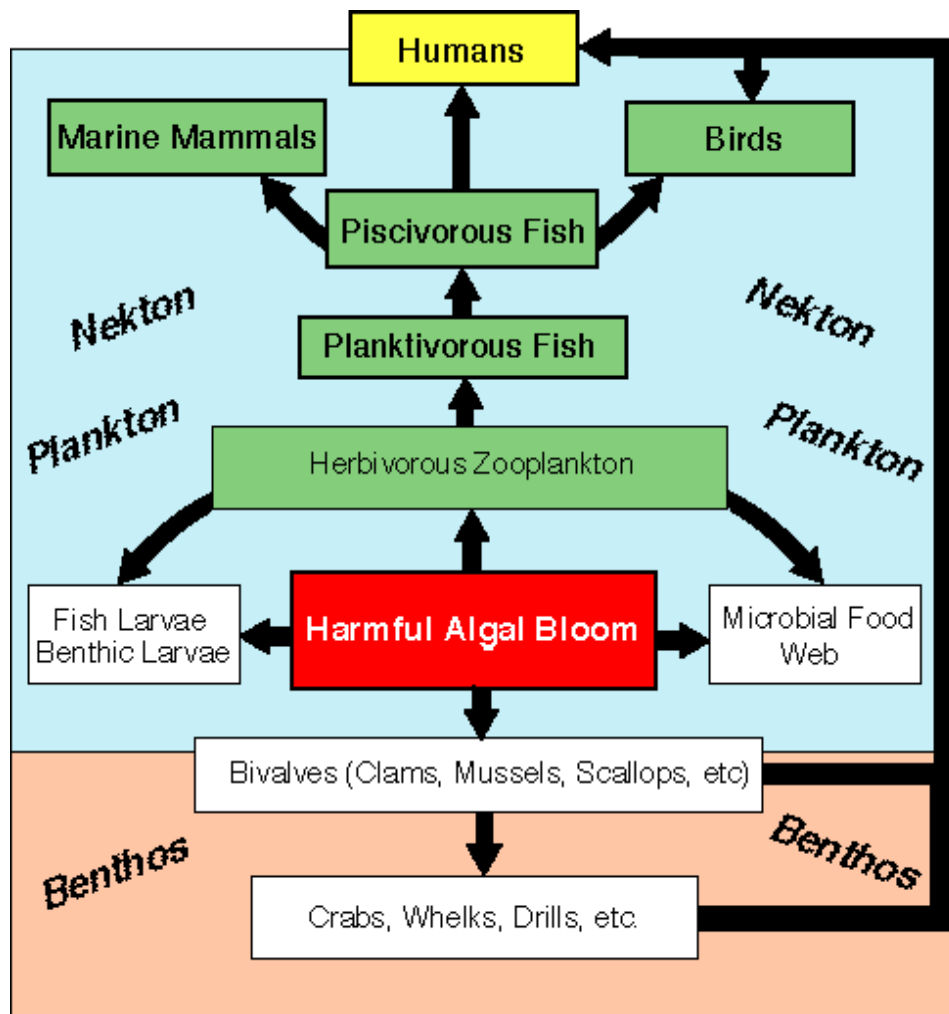 Humans
Marine Mammals
Birds
Piscivorous Fish
Nekton
Nekton
Planktivorous Fish
Plankton
Plankton
Herbivorous Zooplankton
Fish Larvae
Benthic Larvae
Harmful Algal Bloom
Microbial Food
Web
Bivalves (Clams, Mussels, Scallops, etc)
Benthos
Benthos
Crabs, Whelks, Drills, etc.